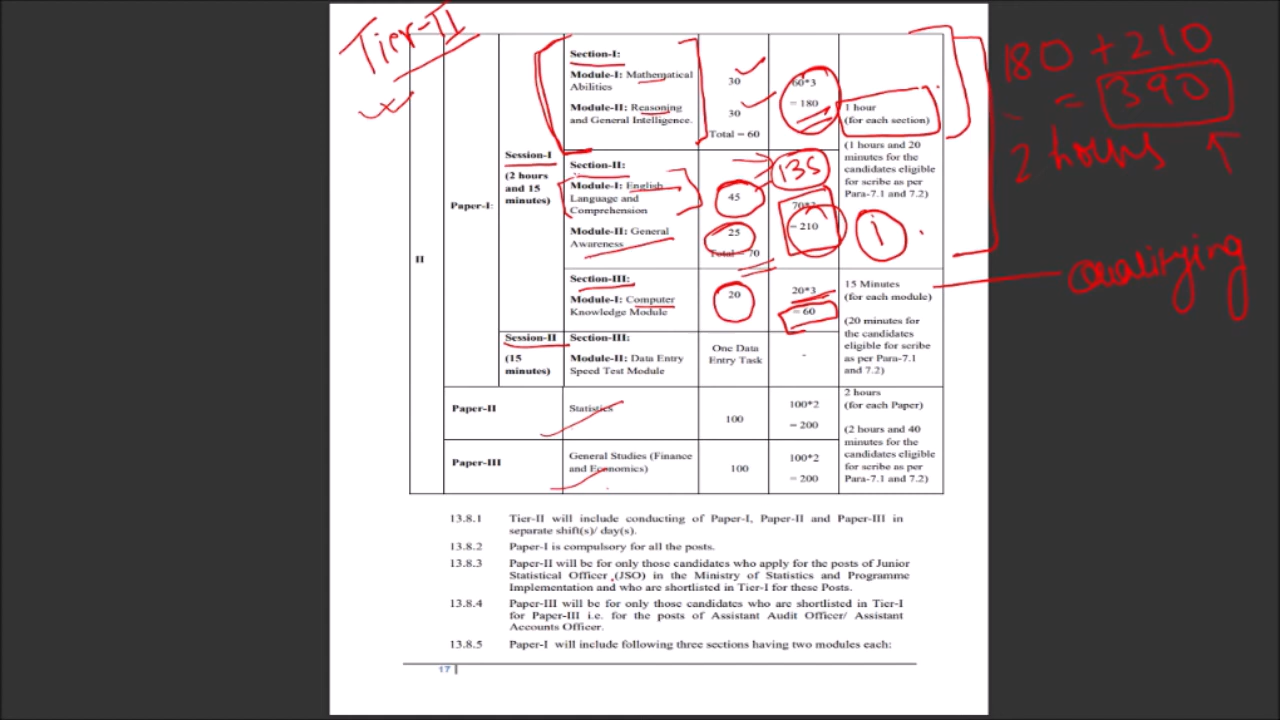 Tier-II
180 + 210
= 390
2 hours
Qualifying
135
1
II
Paper-I:
Session-I
(2 hours
and 15
minutes)
Section-I:
Module-I: Mathematical
Abilities
Module-II: Reasoning
and General Intelligence.
30
30
Total = 60
60*3
= 180
1 hour
(for each section)
(1 hours and 20
minutes for the
candidates eligible
for scribe as per
Para-7.1 and 7.2)
Section-II:
Module-I: English
Language and
Comprehension
Module-II: General
Awareness
45
25
Total = 70
70*3
= 210
Section-III:
Module-I: Computer
Knowledge Module
20
20*3
= 60
15 Minutes
(for each module)
(20 minutes for
the candidates
eligible for scribe
as per Para-7.1
and 7.2)
Session-II
(15
minutes)
Section-III:
Module-II: Data Entry
Speed Test Module
One Data
Entry Task
-
Paper-II
Statistics
100
100*2
= 200
2 hours
(for each Paper)
(2 hours and 40
minutes for the
candidates eligible
for scribe as per
Para-7.1 and 7.2)
Paper-III
General Studies (Finance
and Economics)
100
100*2
= 200
13.8.1 Tier-II will include conducting of Paper-I, Paper-II and Paper-III in
separate shift(s)/ day(s).
13.8.2 Paper-I is compulsory for all the posts.
13.8.3 Paper-II will be for only those candidates who apply for the posts of Junior
Statistical Officer (JSO) in the Ministry of Statistics and Programme
Implementation and who are shortlisted in Tier-I for these Posts.
13.8.4 Paper-III will be for only those candidates who are shortlisted in Tier-I
for Paper-III i.e. for the posts of Assistant Audit Officer/ Assistant
Accounts Officer.
13.8.5 Paper-I will include following three sections having two modules each:
17 |